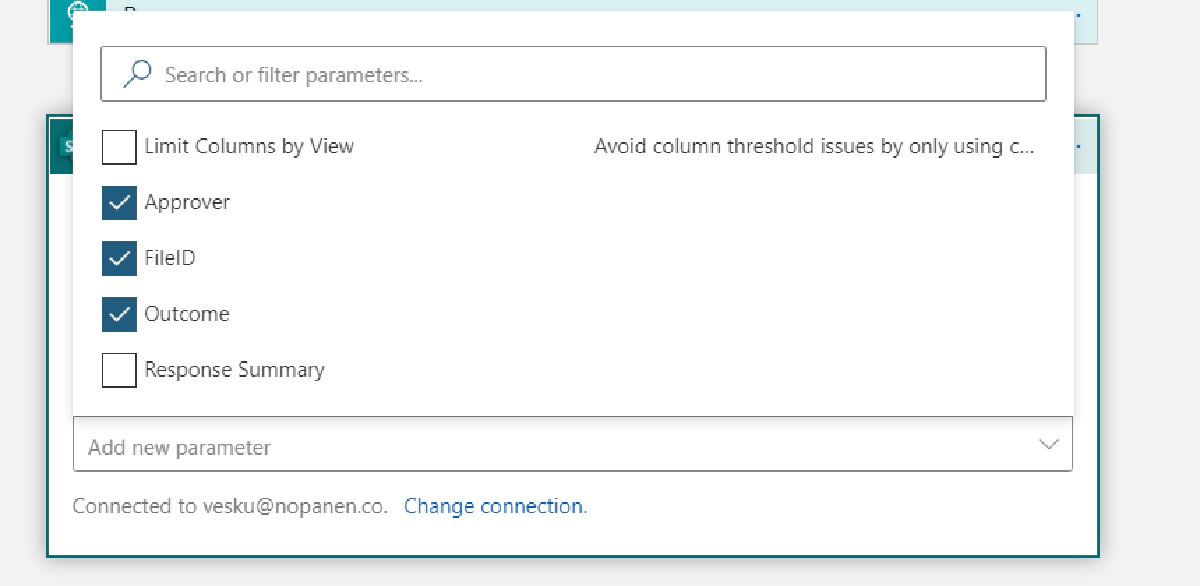 Search or filter parameters...
Limit Columns by View Avoid column threshold issues by only using c...
Approver
FileID
Outcome
Response Summary
Add new parameter
Connected to vesku@nopanen.co. Change connection.